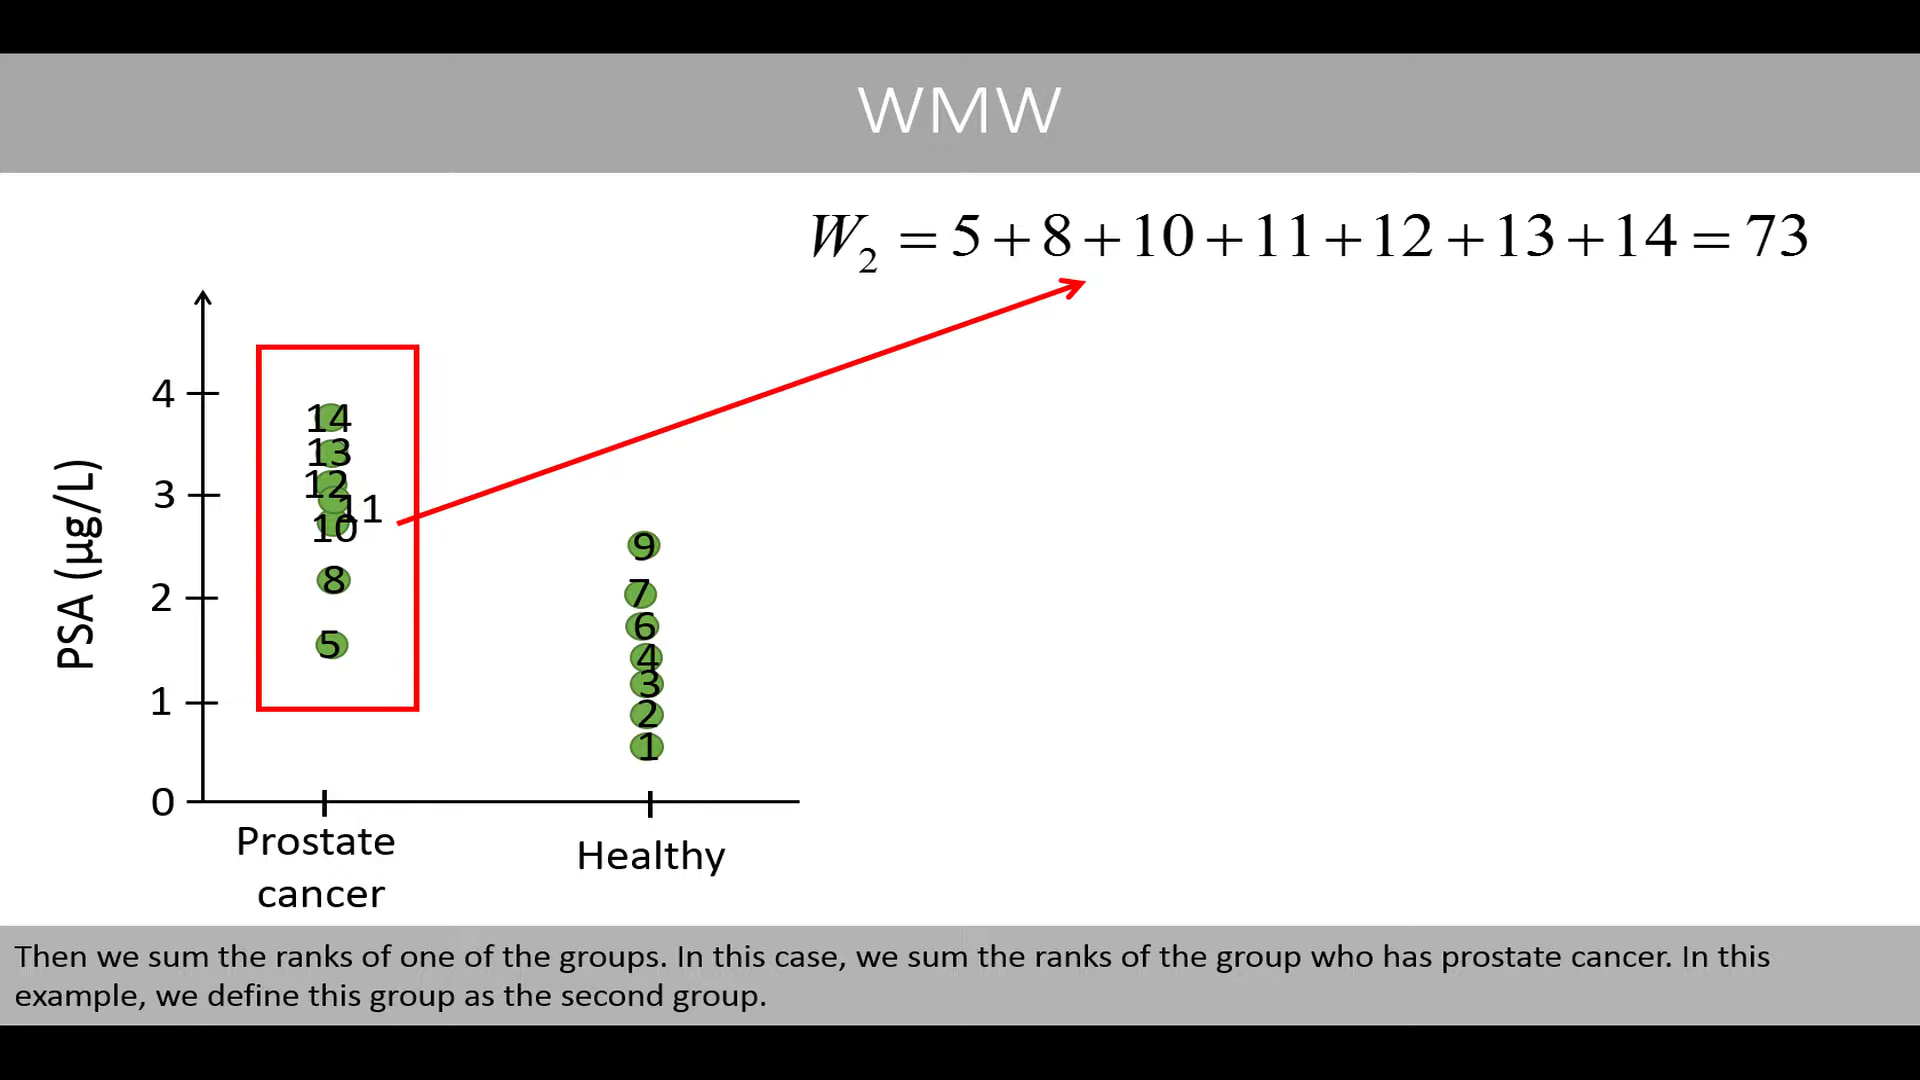 WMW
W₂ = 5 + 8 + 10 + 11 + 12 + 13 + 14 = 73
PSA (µg/L)
4
3
2
1
0
14
13
12
11
10
8
5
9
7
6
4
3
2
1
Prostate
cancer
Healthy
Then we sum the ranks of one of the groups. In this case, we sum the ranks of the group who has prostate cancer. In this
example, we define this group as the second group.